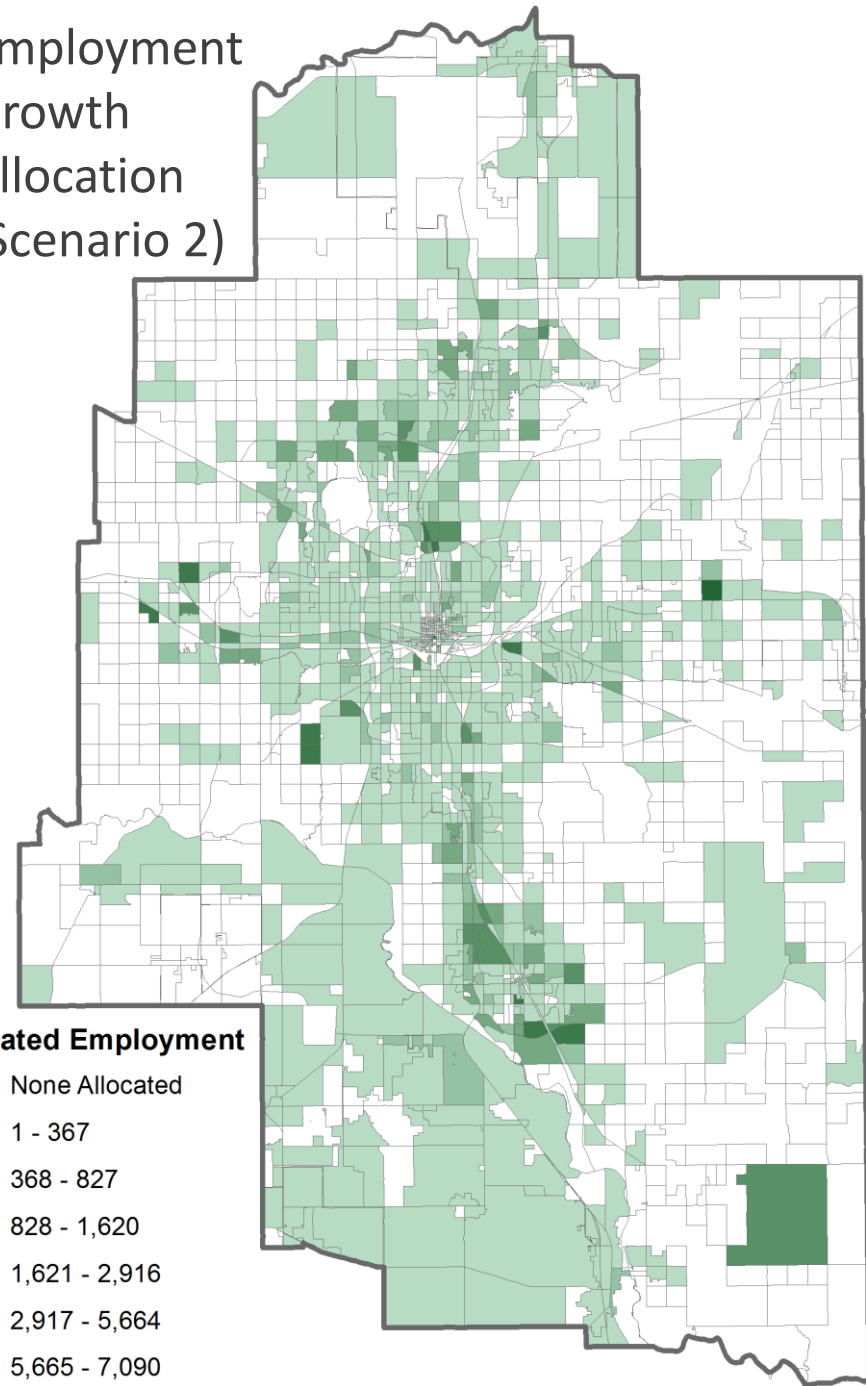 mployment
rowth
llocation
Scenario 2)
ated Employment
None Allocated
1 - 367
368 - 827
828 - 1,620
1,621 - 2,916
2,917 - 5,664
5,665 - 7,090